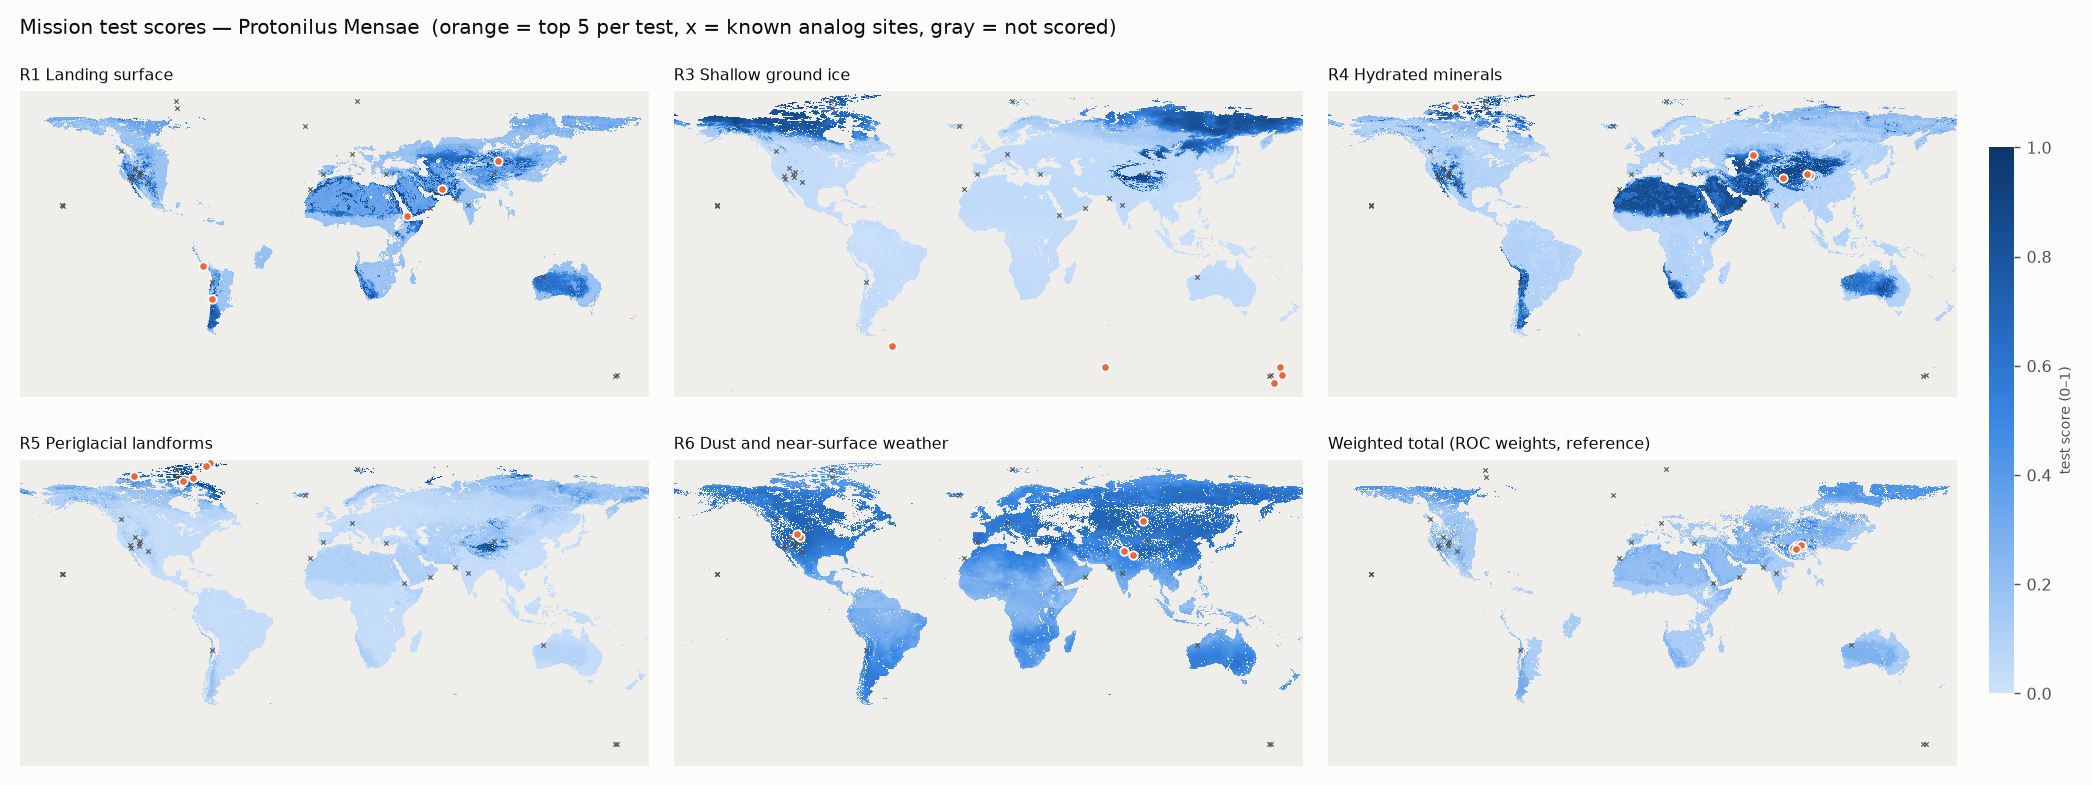 Mission test scores — Protonilus Mensae  (orange = top 5 per test, x = known analog sites, gray = not scored)
R1 Landing surface
R3 Shallow ground ice
R4 Hydrated minerals
1.0
0.8
0.6
0.4
0.2
0.0
test score (0–1)
R5 Periglacial landforms
R6 Dust and near-surface weather
Weighted total (ROC weights, reference)